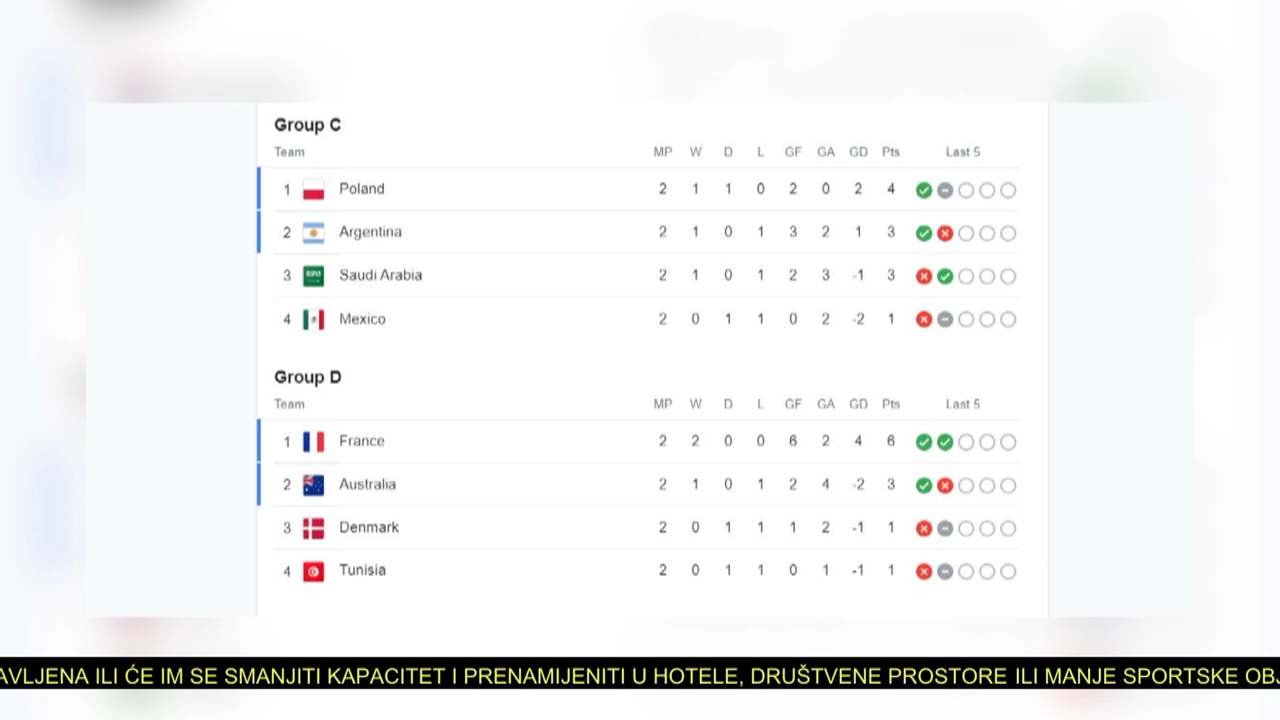 Group C
Team MP W D L GF GA GD Pts Last 5
1 Poland 2 1 1 0 2 0 2 4
2 Argentina 2 1 0 1 3 2 1 3
3 Saudi Arabia 2 1 0 1 2 3 -1 3
4 Mexico 2 0 1 1 0 2 -2 1
Group D
Team MP W D L GF GA GD Pts Last 5
1 France 2 2 0 0 6 2 4 6
2 Australia 2 1 0 1 2 4 -2 3
3 Denmark 2 0 1 1 1 2 -1 1
4 Tunisia 2 0 1 1 0 1 -1 1
AVLJENA ILI ĆE IM SE SMANJITI KAPACITET I PRENAMIJENITI U HOTELE, DRUŠTVENE PROSTORE ILI MANJE SPORTSKE OBJ